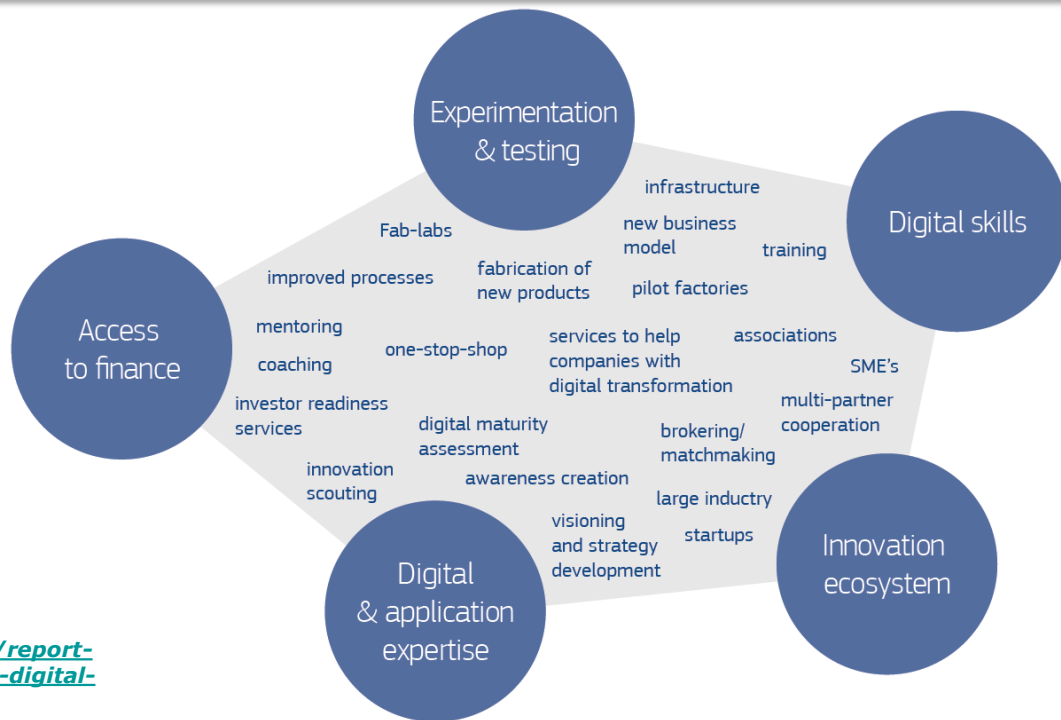 Experimentation
& testing
infrastructure
Digital skills
Fab-labs
new business
model
training
improved processes
fabrication of
new products
pilot factories
Access
to finance
mentoring
coaching
one-stop-shop
services to help
companies with
digital transformation
associations
SME's
investor readiness
services
digital maturity
assessment
multi-partner
cooperation
brokering/
matchmaking
innovation
scouting
awareness creation
large inductry
visioning
and strategy
development
startups
Innovation
ecosystem
Digital
& application
expertise
/report-
-digital-